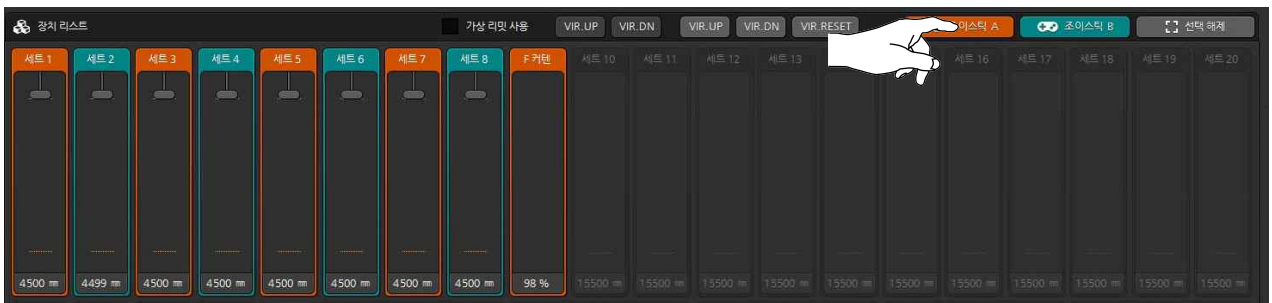 장치 리스트
가상 리밋 사용
VIR.UP VIR.DN VIR.UP VIR.DN VIR.RESET 이스틱 A 조이스틱 B 선택 해제
세트 1 세트 2 세트 3 세트 4 세트 5 세트 6 세트 7 세트 8 F 커텐 세트 10 세트 11 세트 12 세트 13 세트 16 세트 17 세트 18 세트 19 세트 20
4500 mm 4499 mm 4500 mm 4500 mm 4500 mm 4500 mm 4500 mm 4500 mm 98 % 15500 mm 15500 mm 15500 mm 15500 mm 15500 mm 15500 mm 15500 mm 15500 mm 15500 mm 15500 mm 15500 mm